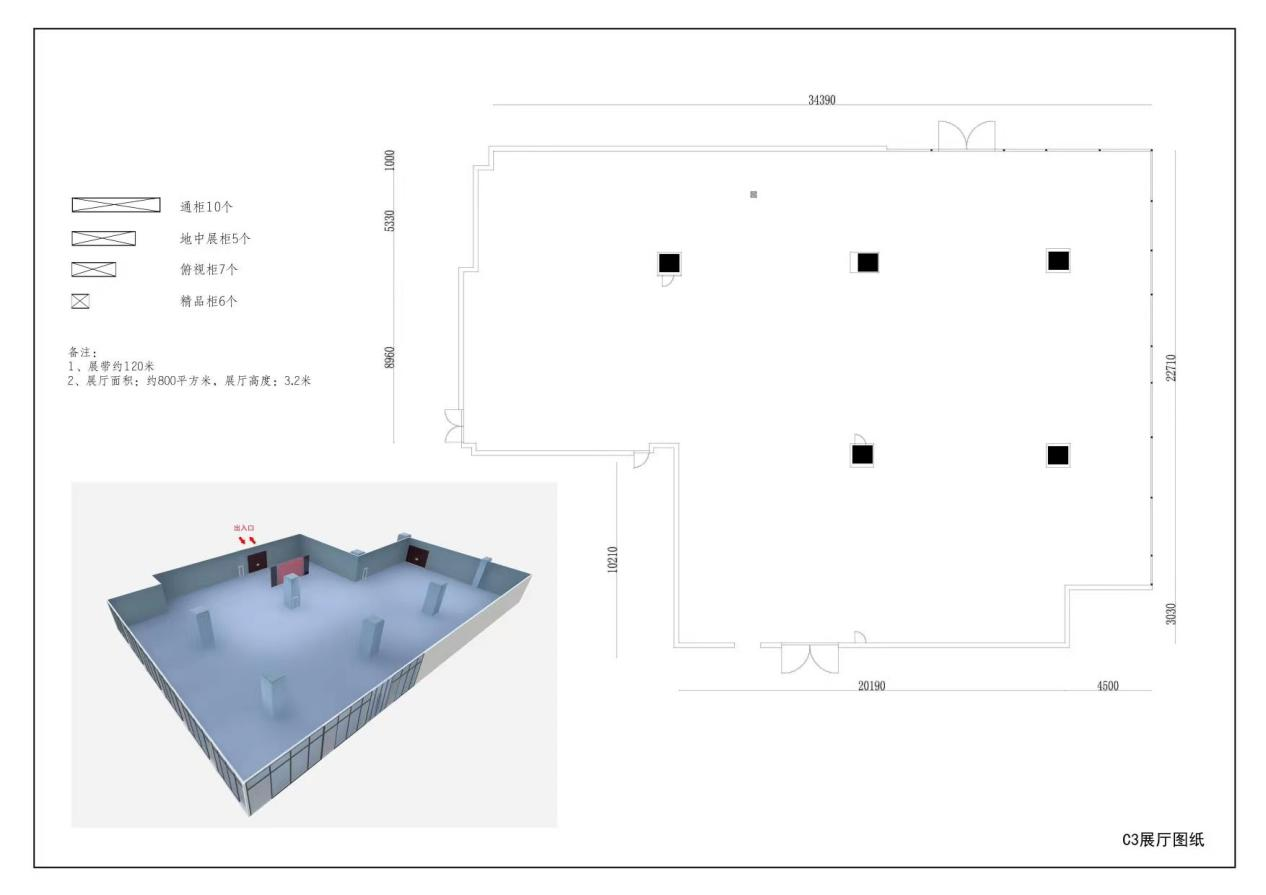 34390
1000
5330
8960
通柜10个
地中展柜5个
俯视柜7个
精品柜6个
备注：
1、展带约120米
2、展厅面积：约800平方米，展厅高度：3.2米
22710
出入口
10210
3030
20190
4500
C3展厅图纸